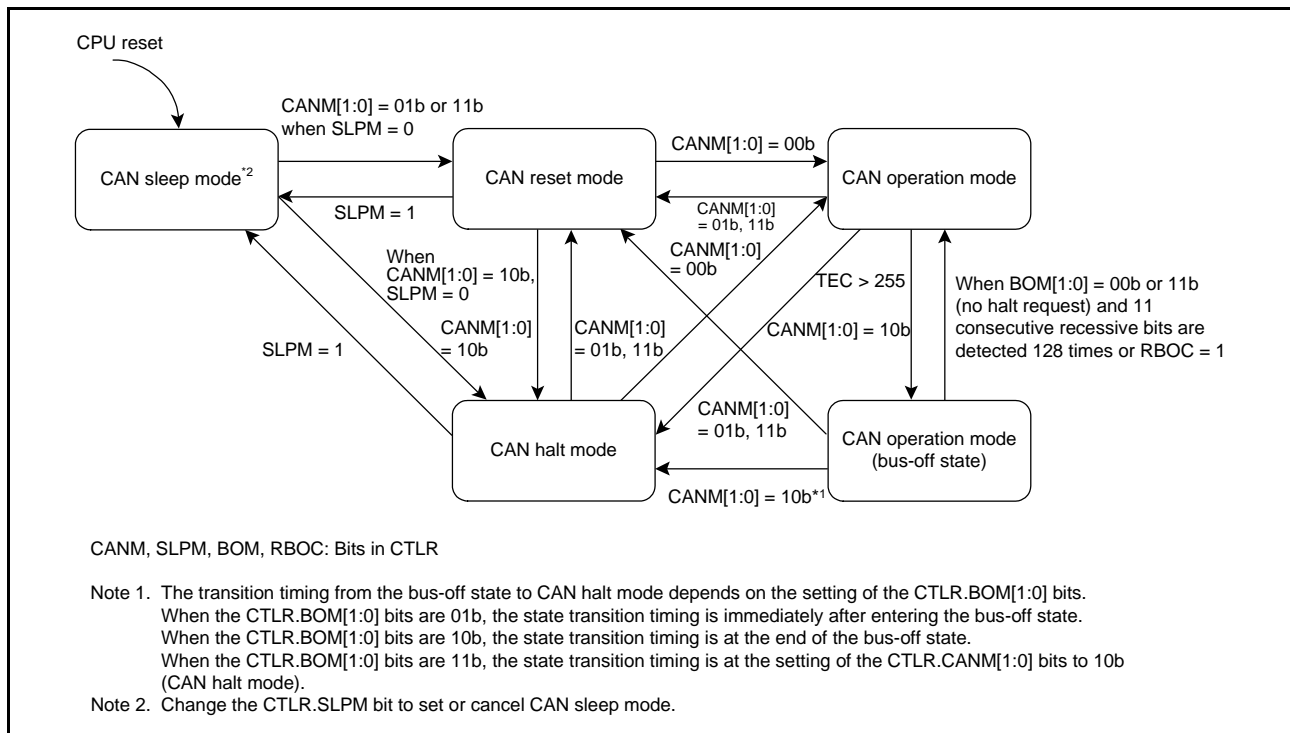 CPU reset
CANM[1:0] = 01b or 11b
when SLPM = 0
CAN sleep mode*2
CAN reset mode
CANM[1:0] = 00b
CAN operation mode
SLPM = 1
CANM[1:0]
= 01b, 11b
CANM[1:0]
= 00b
When
CANM[1:0] = 10b,
SLPM = 0
CANM[1:0]
= 10b
CANM[1:0]
= 01b, 11b
TEC > 255
CANM[1:0] = 10b
When BOM[1:0] = 00b or 11b
(no halt request) and 11
consecutive recessive bits are
detected 128 times or RBOC = 1
SLPM = 1
CAN halt mode
CANM[1:0]
= 01b, 11b
CAN operation mode
(bus-off state)
CANM[1:0] = 10b*1
CANM, SLPM, BOM, RBOC: Bits in CTLR
Note 1. The transition timing from the bus-off state to CAN halt mode depends on the setting of the CTLR.BOM[1:0] bits.
When the CTLR.BOM[1:0] bits are 01b, the state transition timing is immediately after entering the bus-off state.
When the CTLR.BOM[1:0] bits are 10b, the state transition timing is at the end of the bus-off state.
When the CTLR.BOM[1:0] bits are 11b, the state transition timing is at the setting of the CTLR.CANM[1:0] bits to 10b
(CAN halt mode).
Note 2. Change the CTLR.SLPM bit to set or cancel CAN sleep mode.